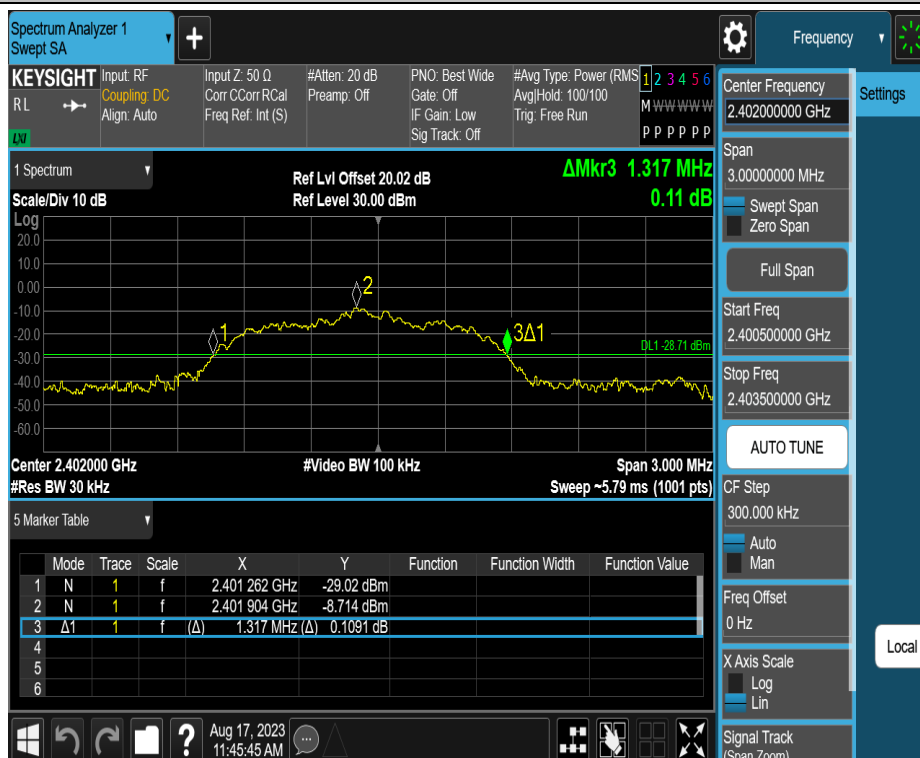 Spectrum Analyzer 1
Swept SA
Frequency
KEYSIGHT
RL
LXI
Input: RF
Coupling: DC
Align: Auto
Input Z: 50 Ω
Corr CCorr RCal
Freq Ref: Int (S)
#Atten: 20 dB
Preamp: Off
PNO: Best Wide
Gate: Off
IF Gain: Low
Sig Track: Off
#Avg Type: Power (RMS
Avg|Hold: 100/100
Trig: Free Run
1 2 3 4 5 6
M W W W W W
P P P P P P
1 Spectrum
Scale/Div 10 dB
Ref Lvl Offset 20.02 dB
Ref Level 30.00 dBm
ΔMkr3 1.317 MHz
0.11 dB
Log
20.0
10.0
0.00
-10.0
-20.0
-30.0
-40.0
-50.0
-60.0
1
2
3Δ1
DL1 -28.71 dBm
Center 2.402000 GHz
#Video BW 100 kHz
Span 3.000 MHz
#Res BW 30 kHz
Sweep ~5.79 ms (1001 pts)
5 Marker Table
Mode Trace Scale X Y Function Function Width Function Value
1 N 1 f 2.401 262 GHz -29.02 dBm
2 N 1 f 2.401 904 GHz -8.714 dBm
3 Δ1 1 f (Δ) 1.317 MHz (Δ) 0.1091 dB
4
5
6
?
Aug 17, 2023
11:45:45 AM
Center Frequency
2.402000000 GHz
Settings
Span
3.00000000 MHz
Swept Span
Zero Span
Full Span
Start Freq
2.400500000 GHz
Stop Freq
2.403500000 GHz
AUTO TUNE
CF Step
300.000 kHz
Auto
Man
Freq Offset
0 Hz
Local
X Axis Scale
Log
Lin
Signal Track
(Span Zoom)